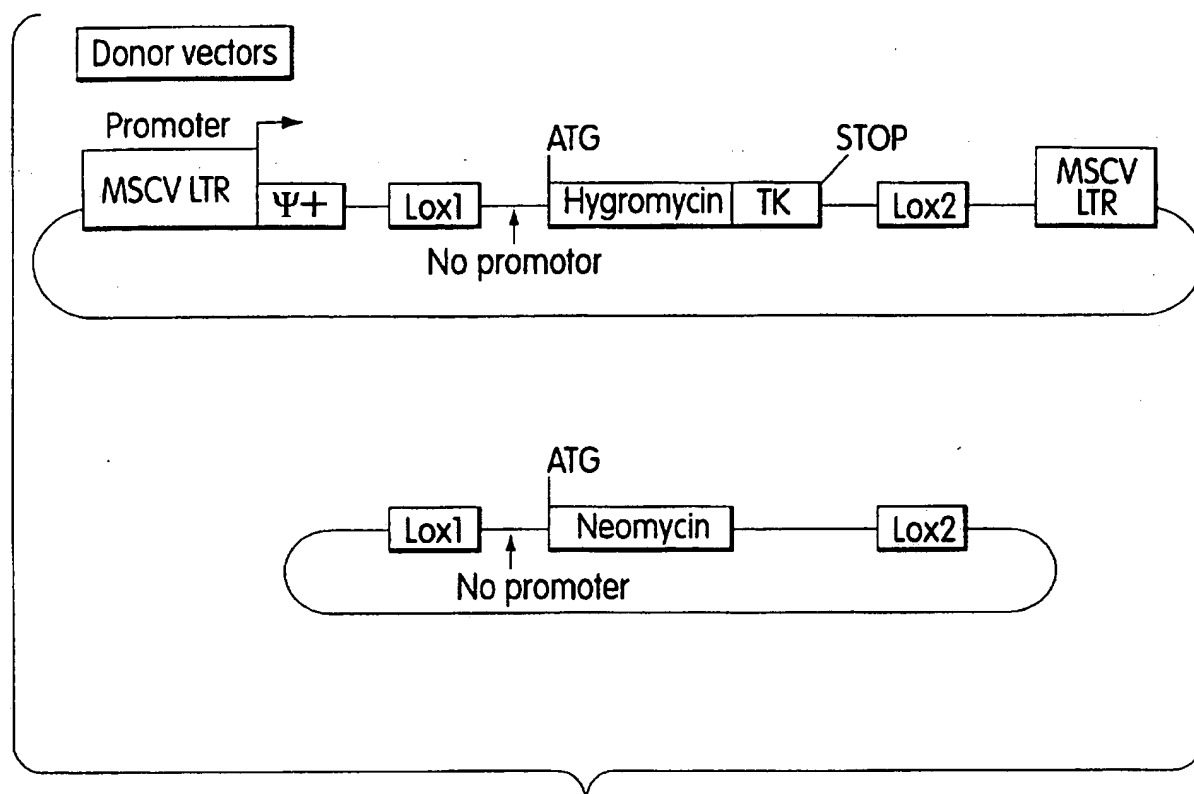 Donor vectors
Promoter
ATG
STOP
MSCV LTR
Ψ+
Lox1
Hygromycin
TK
Lox2
MSCV
LTR
No promotor
ATG
Lox1
Neomycin
Lox2
No promoter